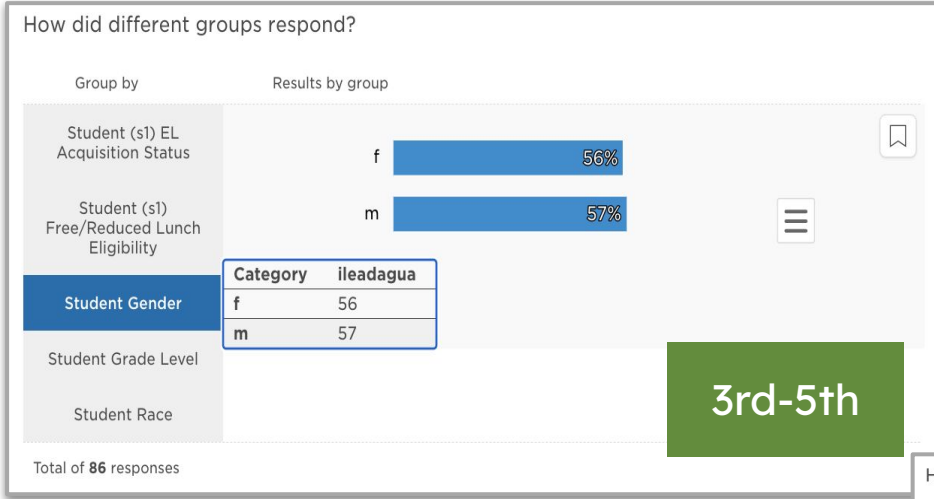 How did different groups respond?
Group by
Results by group
Student (s1) EL
Acquisition Status
Student (s1)
Free/Reduced Lunch
Eligibility
Student Gender
Student Grade Level
Student Race
f 56%
m 57%
Category ileadagua
f 56
m 57
3rd-5th
Total of 86 responses
H